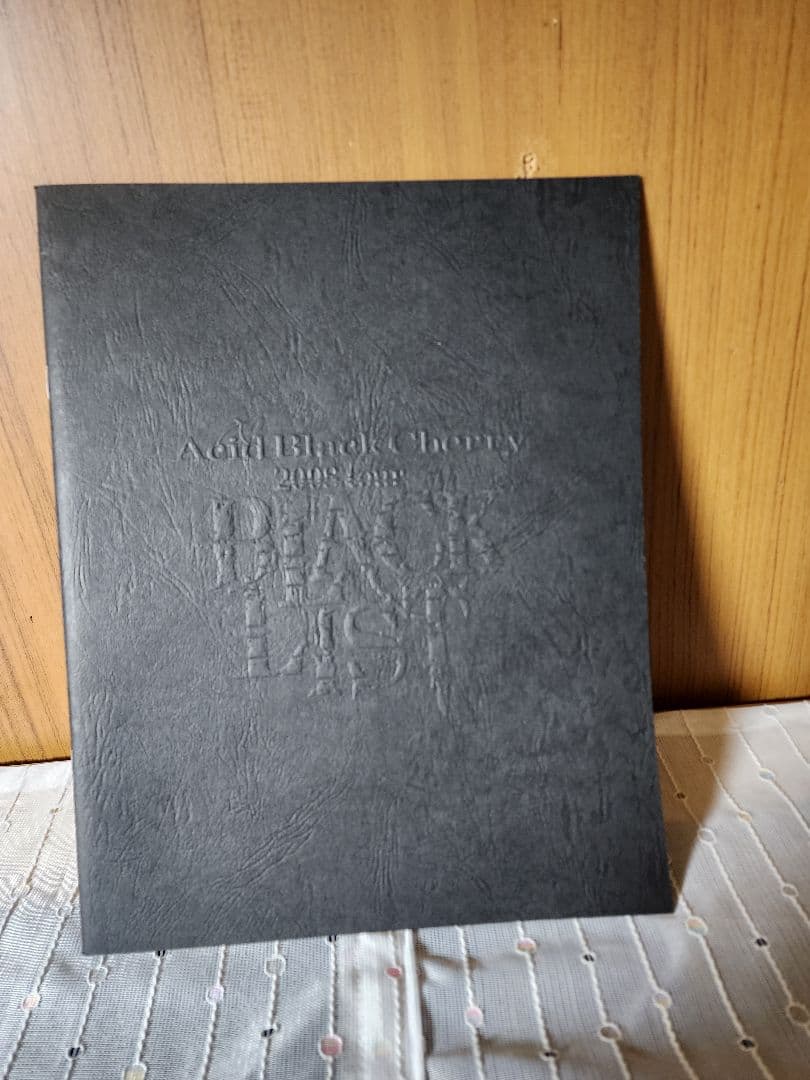 Acid Black Cherry
2008 tour
BLACK
LIST